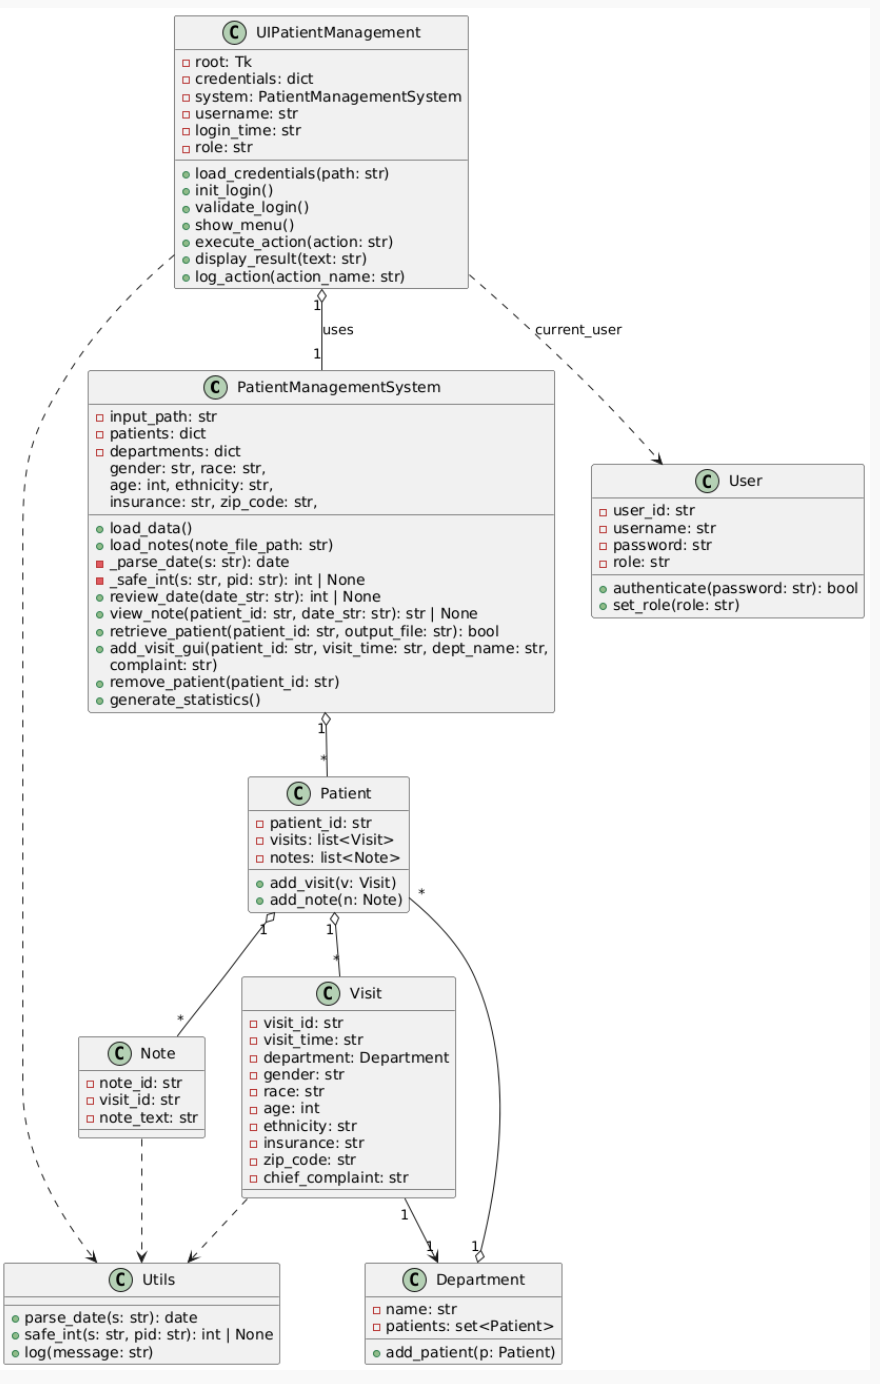 C UIPatientManagement
root: Tk
credentials: dict
system: PatientManagementSystem
username: str
login_time: str
role: str
load_credentials(path: str)
init_login()
validate_login()
show_menu()
execute_action(action: str)
display_result(text: str)
log_action(action_name: str)
1
uses
1
current_user
C PatientManagementSystem
input_path: str
patients: dict
departments: dict
gender: str, race: str,
age: int, ethnicity: str,
insurance: str, zip_code: str,
load_data()
load_notes(note_file_path: str)
_parse_date(s: str): date
_safe_int(s: str, pid: str): int | None
review_date(date_str: str): int | None
view_note(patient_id: str, date_str: str): str | None
retrieve_patient(patient_id: str, output_file: str): bool
add_visit_gui(patient_id: str, visit_time: str, dept_name: str,
complaint: str)
remove_patient(patient_id: str)
generate_statistics()
C User
user_id: str
username: str
password: str
role: str
authenticate(password: str): bool
set_role(role: str)
1
*
C Patient
patient_id: str
visits: list<Visit>
notes: list<Note>
add_visit(v: Visit)
add_note(n: Note)
*
1
1
*
*
C Note
note_id: str
visit_id: str
note_text: str
C Visit
visit_id: str
visit_time: str
department: Department
gender: str
race: str
age: int
ethnicity: str
insurance: str
zip_code: str
chief_complaint: str
1
1
1
C Utils
parse_date(s: str): date
safe_int(s: str, pid: str): int | None
log(message: str)
C Department
name: str
patients: set<Patient>
add_patient(p: Patient)